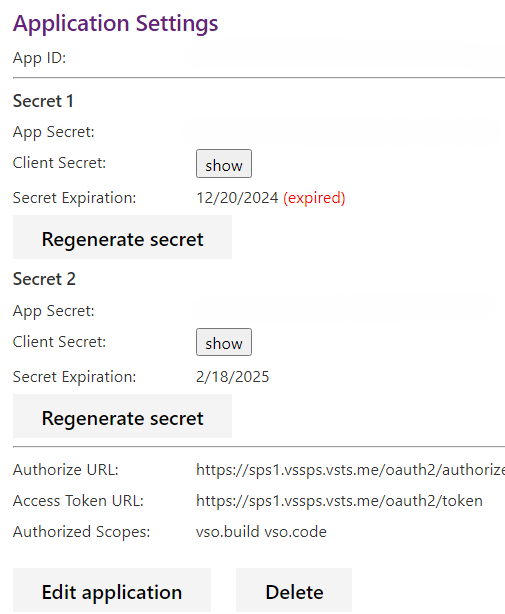 Application Settings
App ID:
Secret 1
App Secret:
Client Secret: show
Secret Expiration: 12/20/2024 (expired)
Regenerate secret
Secret 2
App Secret:
Client Secret: show
Secret Expiration: 2/18/2025
Regenerate secret
Authorize URL: https://sps1.vssps.vsts.me/oauth2/authorize
Access Token URL: https://sps1.vssps.vsts.me/oauth2/token
Authorized Scopes: vso.build vso.code
Edit application Delete